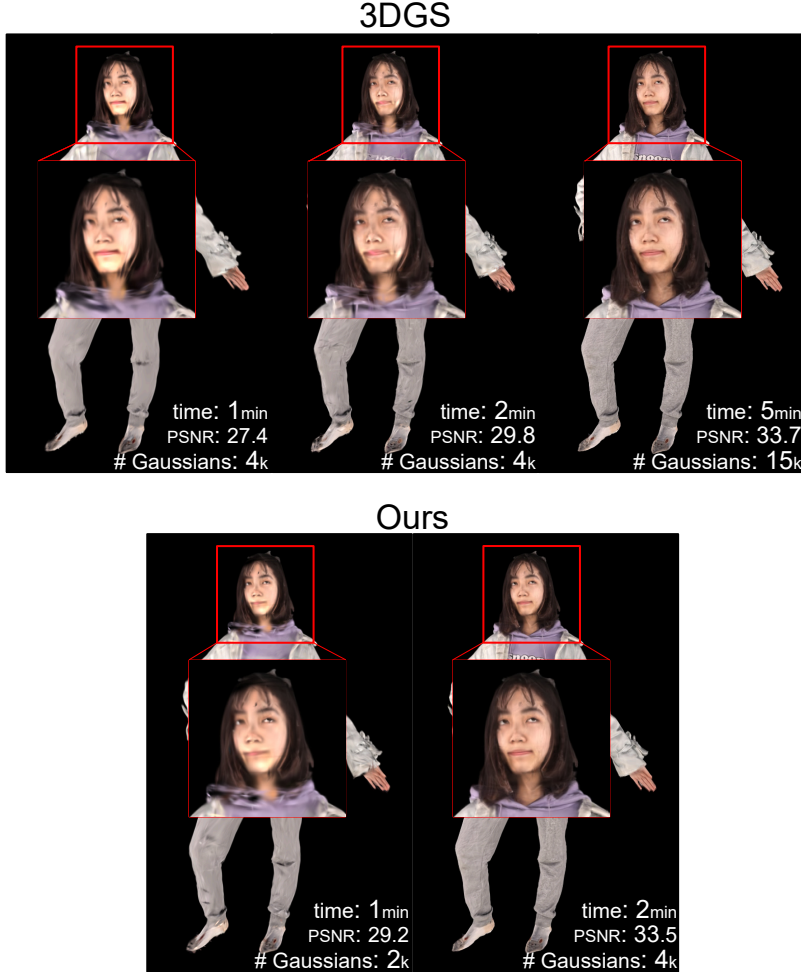 3DGS
time: 1min
PSNR: 27.4
# Gaussians: 4k
time: 2min
PSNR: 29.8
# Gaussians: 4k
time: 5min
PSNR: 33.7
# Gaussians: 15k
Ours
time: 1min
PSNR: 29.2
# Gaussians: 2k
time: 2min
PSNR: 33.5
# Gaussians: 4k